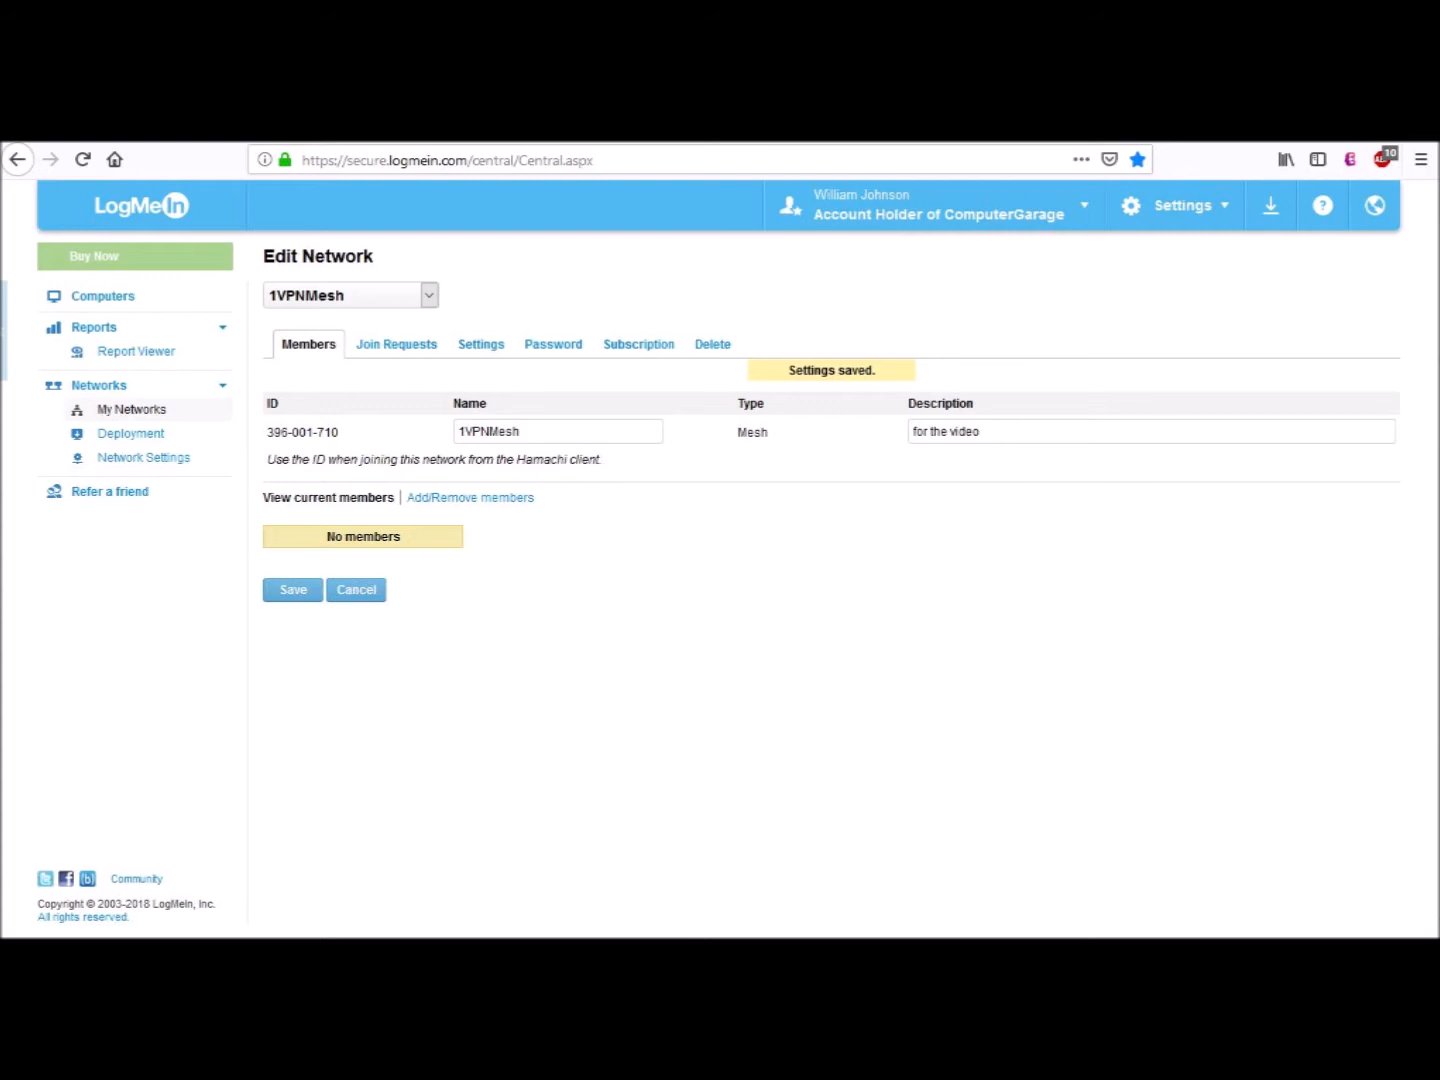 https://secure.logmein.com/central/Central.aspx
10
LogMeIn
William Johnson
Account Holder of ComputerGarage
Settings
?
Buy Now
Computers
Reports
Report Viewer
Networks
My Networks
Deployment
Network Settings
Refer a friend
Edit Network
1VPNMesh
Members Join Requests Settings Password Subscription Delete
Settings saved.
ID Name Type Description
396-001-710 1VPNMesh Mesh for the video
Use the ID when joining this network from the Hamachi client.
View current members | Add/Remove members
No members
Save Cancel
Community
Copyright © 2003-2018 LogMeIn, Inc.
All rights reserved.